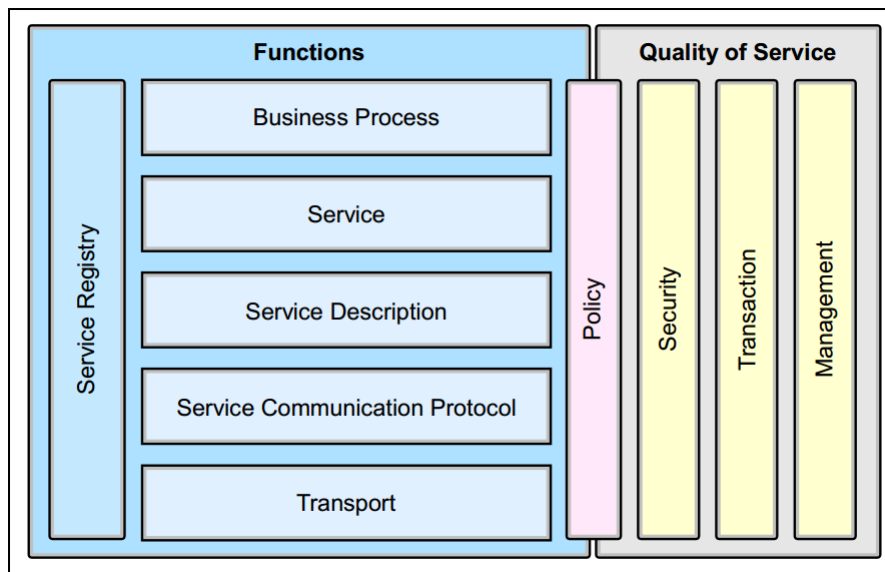 Functions
Quality of Service
Service Registry
Business Process
Service
Service Description
Service Communication Protocol
Transport
Policy
Security
Transaction
Management